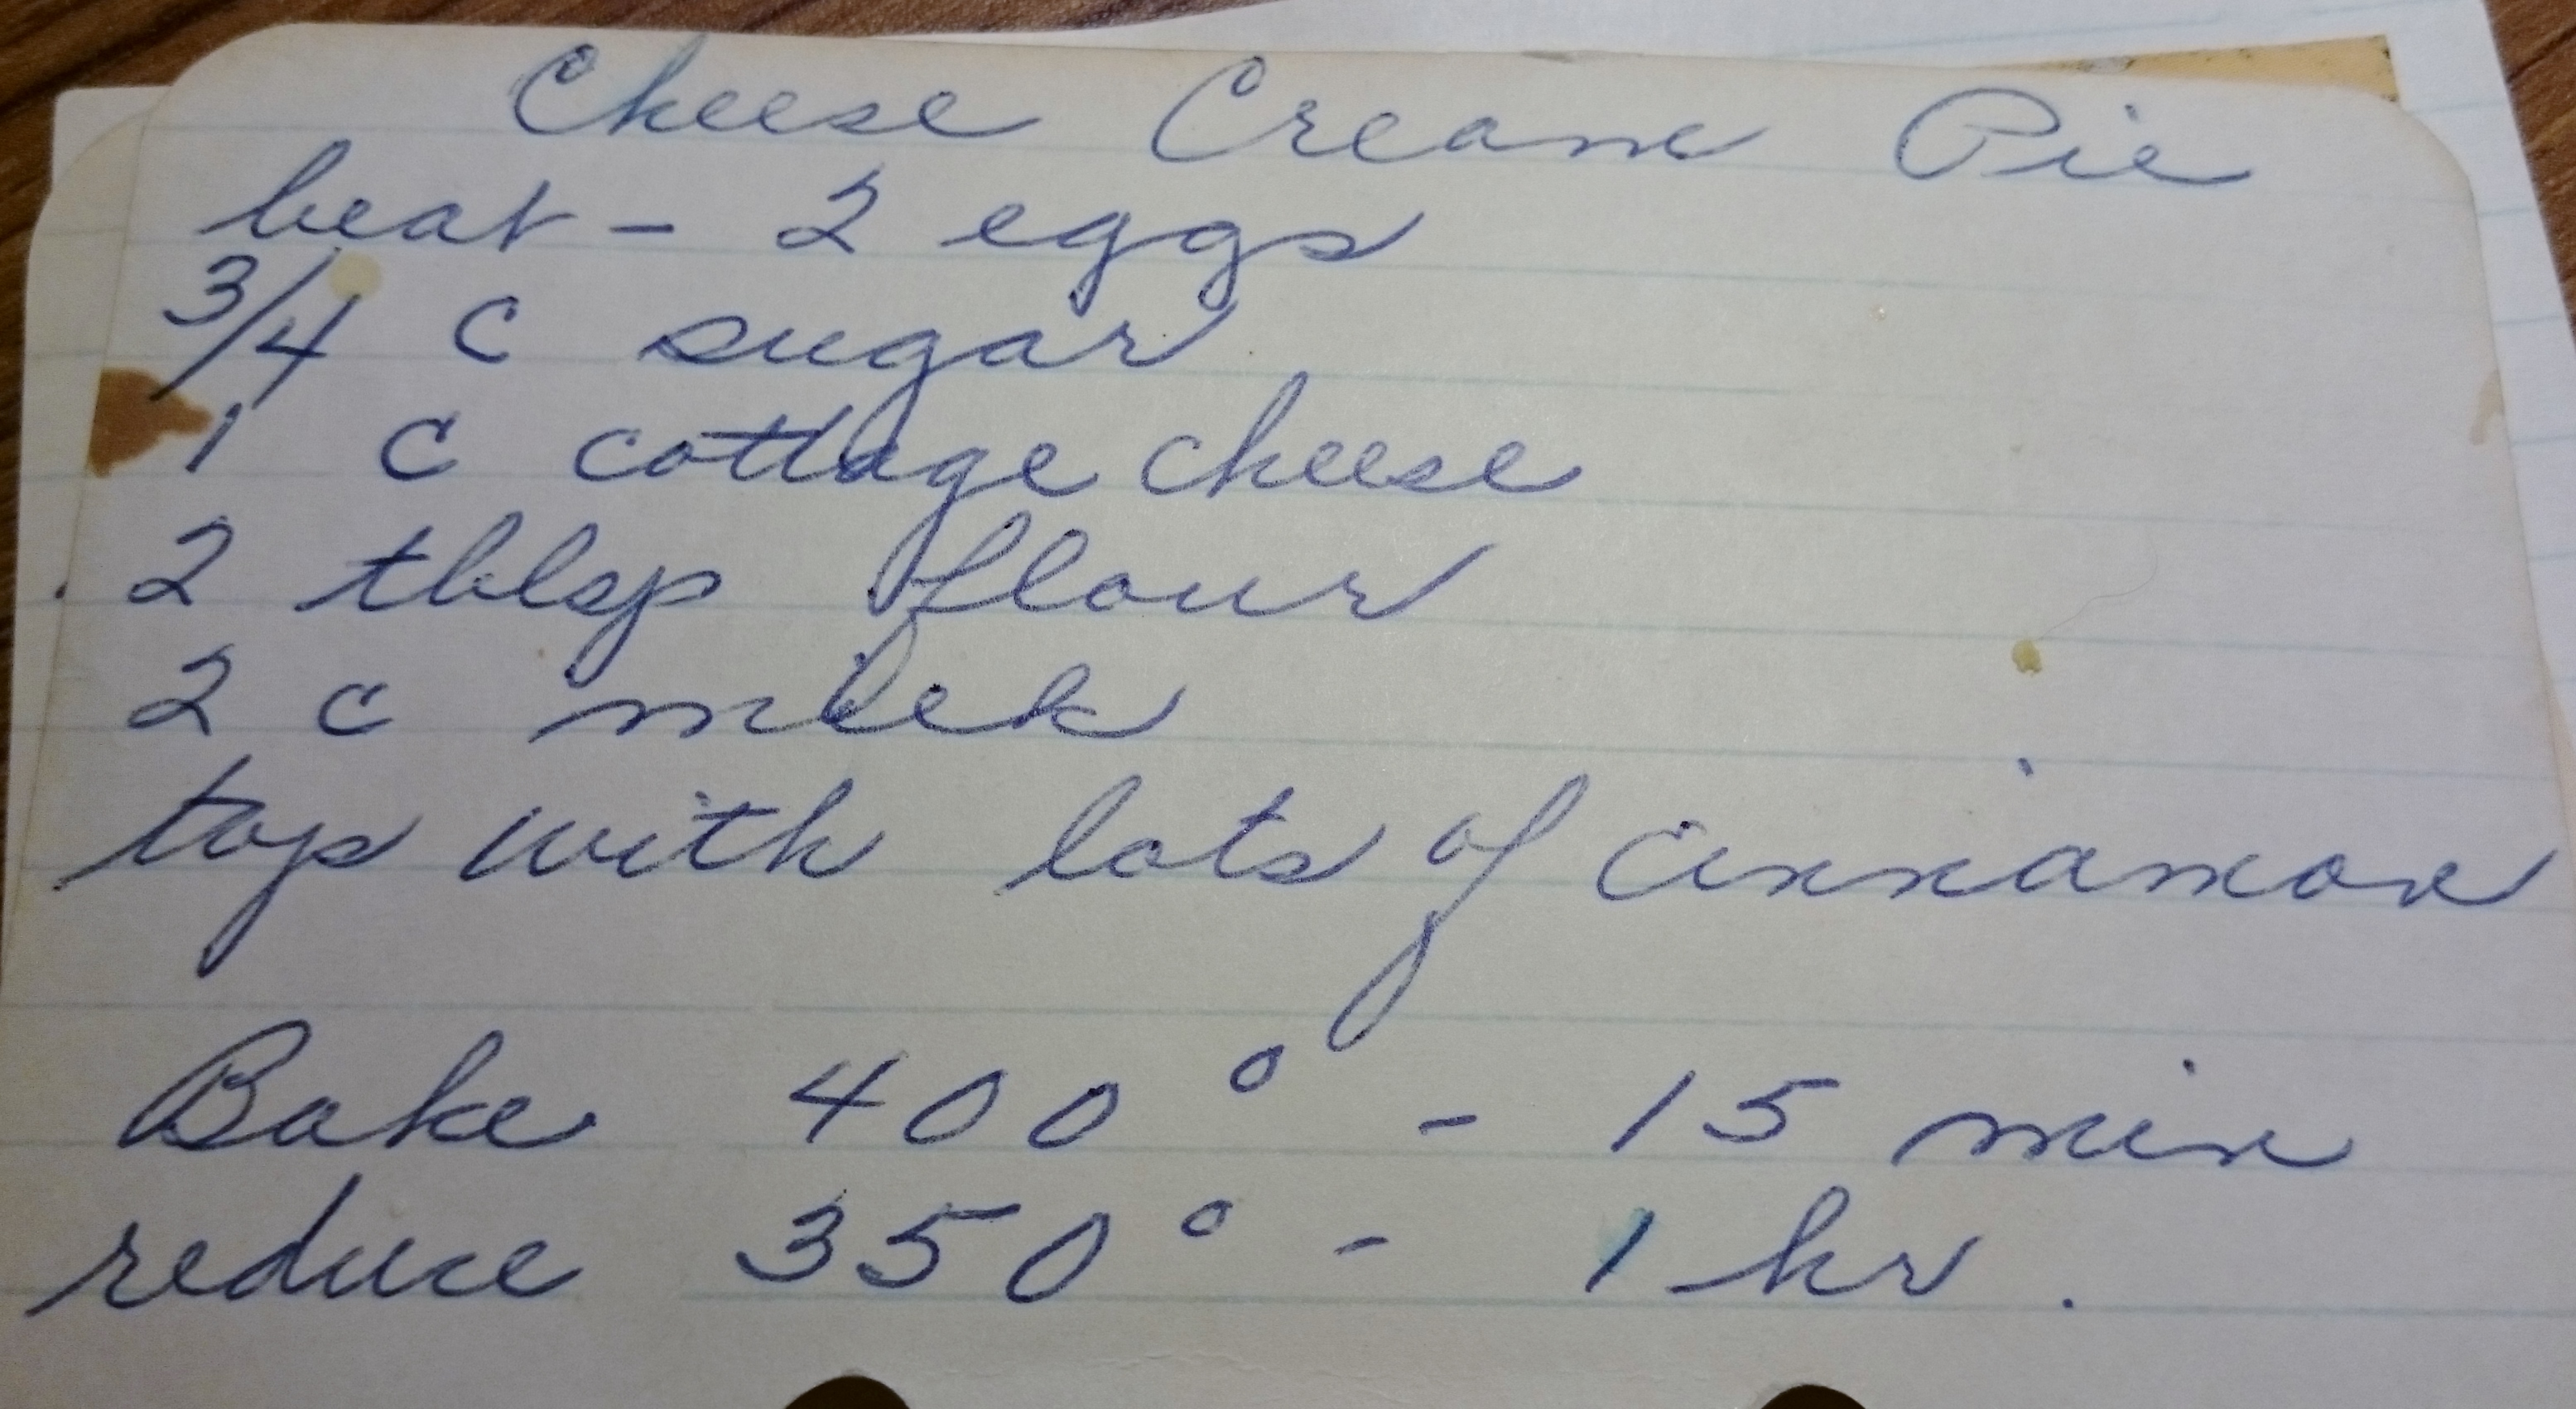 Cheese Cream Pie
beat - 2 eggs
3/4 c sugar
1 c cottage cheese
2 tblsp flour
2 c milk
top with lots of cinnamon
Bake 400° - 15 min
reduce 350° - 1 hr.